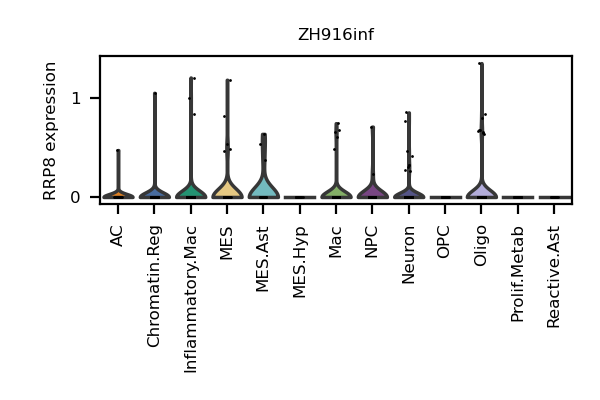 ZH916inf
RRP8 expression
1
0
AC
Chromatin.Reg
Inflammatory.Mac
MES
MES.Ast
MES.Hyp
Mac
NPC
Neuron
OPC
Oligo
Prolif.Metab
Reactive.Ast